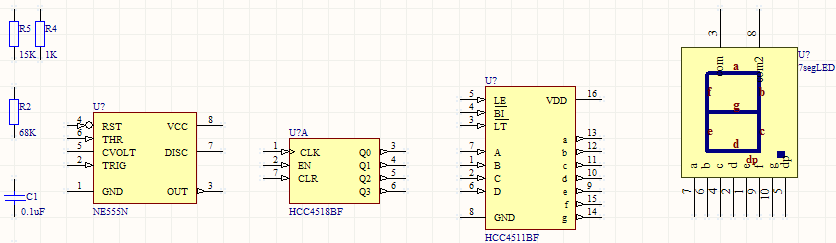 R5 R4
15K 1K
R2
68K
C1
0.1uF
U?
4 RST VCC 8
6 THR
5 CVOLT DISC 7
2 TRIG
1 GND OUT 3
NE555N
U?A
1 CLK Q0 3
2 EN Q1 4
7 CLR Q2 5
Q3 6
HCC4518BF
U?
5 LE VDD 16
4 BI
3 LT
a 13
7 A b 12
1 B c 11
2 C d 10
6 D e 9
f 15
8 GND g 14
HCC4511BF
3 8
U?
7segLED
com com2
a
f b
g
e c
d
dp
a b c d e f g dp
7 6 4 2 1 9 10 5